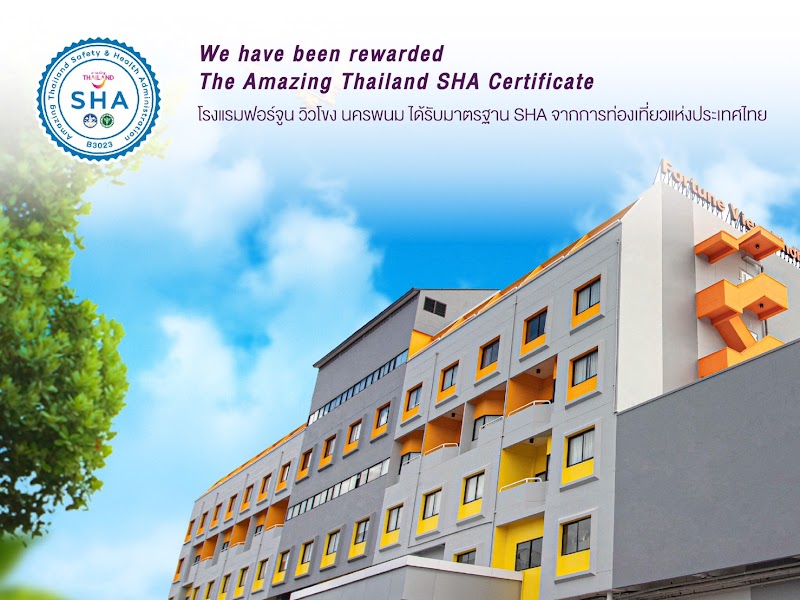 Amazing Thailand Safety & Health Administration
AMAZING
THAILAND
SHA
B3023
We have been rewarded
The Amazing Thailand SHA Certificate
โรงแรมฟอร์จูน วิวโขง นครพนม ได้รับมาตรฐาน SHA จากการท่องเที่ยวแห่งประเทศไทย
Fortune View